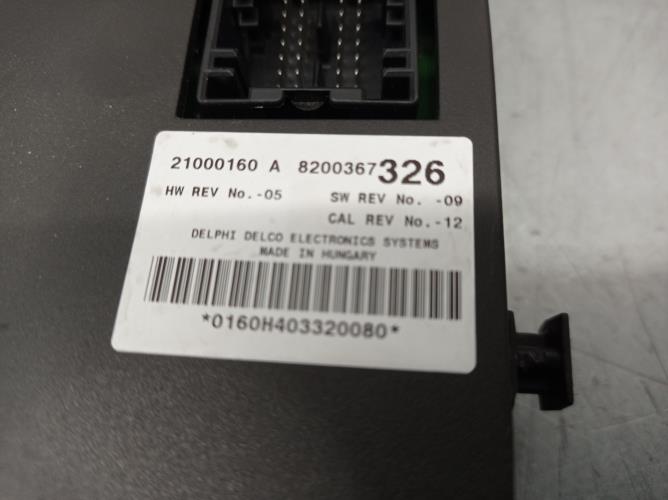 21000160 A 8200367326
HW REV No.-05 SW REV No. -09
CAL REV No.-12
DELPHI DELCO ELECTRONICS SYSTEMS
MADE IN HUNGARY
*0160H403320080*